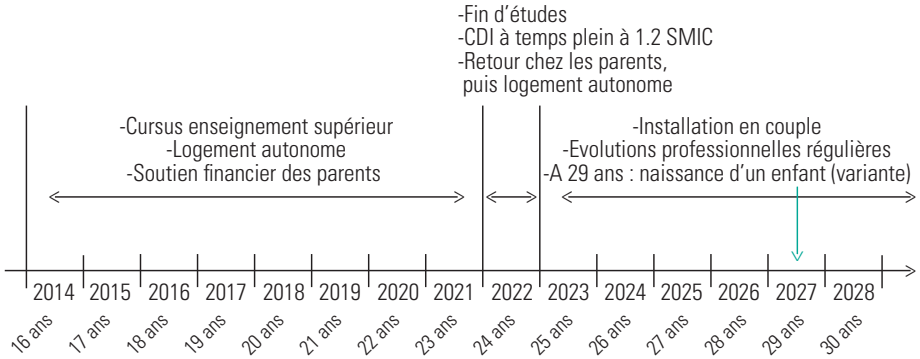 -Fin d’études
-CDI à temps plein à 1.2 SMIC
-Retour chez les parents,
puis logement autonome
-Cursus enseignement supérieur
-Logement autonome
-Soutien financier des parents
-Installation en couple
-Evolutions professionnelles régulières
-A 29 ans : naissance d’un enfant (variante)
2014 2015 2016 2017 2018 2019 2020 2021 2022 2023 2024 2025 2026 2027 2028
16 ans 17 ans 18 ans 19 ans 20 ans 21 ans 22 ans 23 ans 24 ans 25 ans 26 ans 27 ans 28 ans 29 ans 30 ans